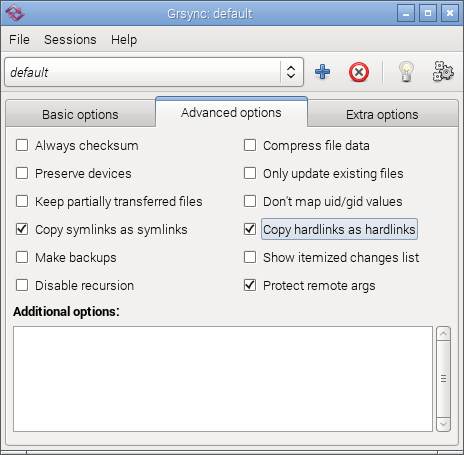 Grsync: default
File Sessions Help
default
Basic options Advanced options Extra options
Always checksum Compress file data
Preserve devices Only update existing files
Keep partially transferred files Don't map uid/gid values
Copy symlinks as symlinks Copy hardlinks as hardlinks
Make backups Show itemized changes list
Disable recursion Protect remote args
Additional options: